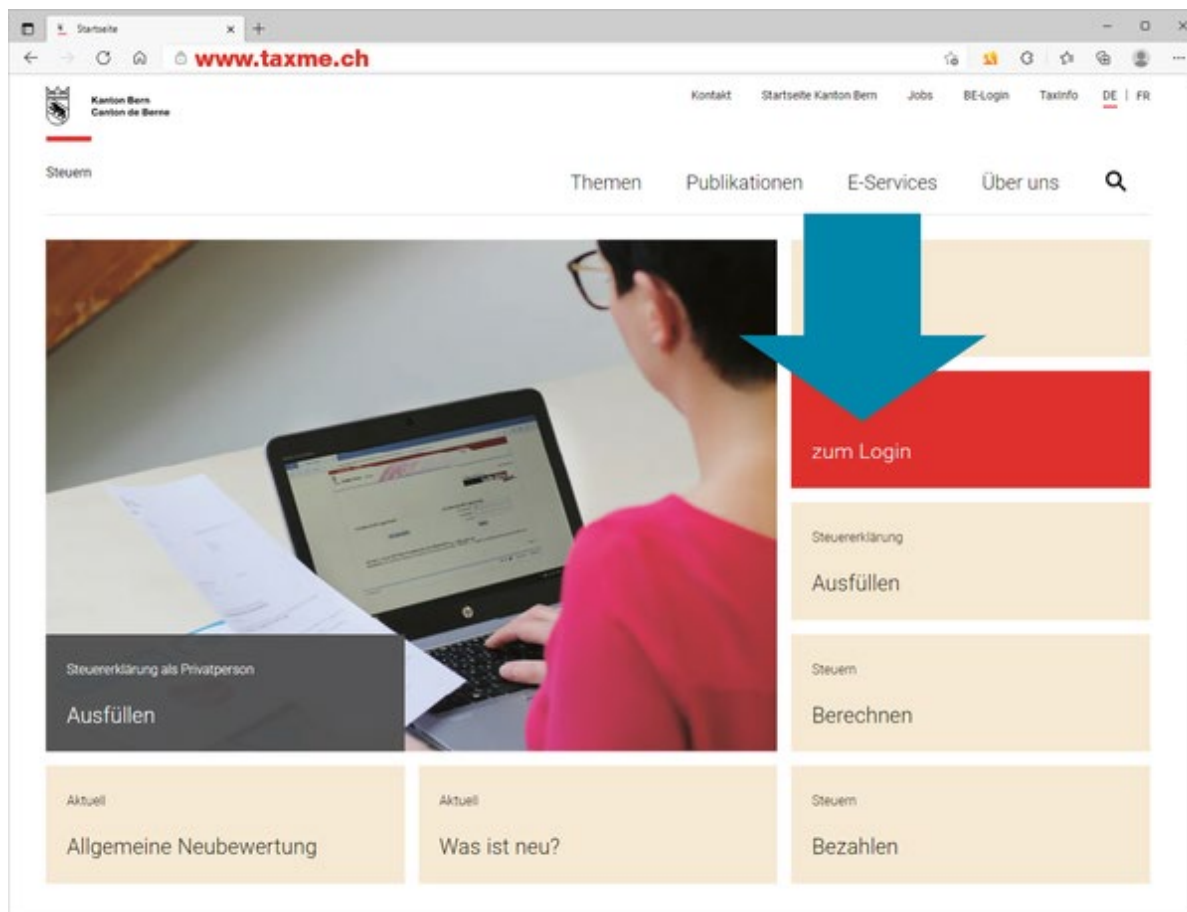 Startseite
www.taxme.ch
Kanton Bern
Canton de Berne
Kontakt Startseite Kanton Bern Jobs BE-Login TaxInfo DE | FR
Steuern
Themen Publikationen E-Services Über uns
zum Login
Steuererklärung
Ausfüllen
Steuererklärung als Privatperson
Ausfüllen
Steuern
Berechnen
Aktuell
Allgemeine Neubewertung
Aktuell
Was ist neu?
Steuern
Bezahlen